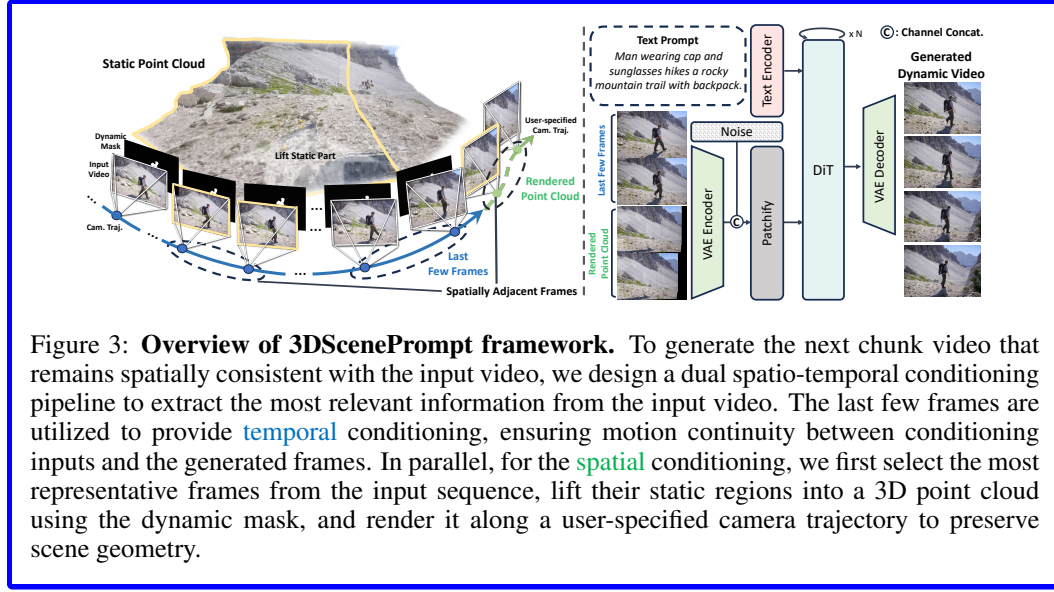 Static Point Cloud
Dynamic
Mask
Input
Video
Lift Static Part
Cam. Traj.
...
...
...
...
Last
Few Frames
Spatially Adjacent Frames
User-specified
Cam. Traj.
Rendered
Point Cloud
Text Prompt
Man wearing cap and
sunglasses hikes a rocky
mountain trail with backpack.
Text Encoder
x N
C : Channel Concat.
Generated
Dynamic Video
Last Few Frames
Rendered
Point Cloud
Noise
VAE Encoder
C
Patchify
DiT
VAE Decoder
Figure 3: Overview of 3DScenePrompt framework. To generate the next chunk video that
remains spatially consistent with the input video, we design a dual spatio-temporal conditioning
pipeline to extract the most relevant information from the input video. The last few frames are
utilized to provide temporal conditioning, ensuring motion continuity between conditioning
inputs and the generated frames. In parallel, for the spatial conditioning, we first select the most
representative frames from the input sequence, lift their static regions into a 3D point cloud
using the dynamic mask, and render it along a user-specified camera trajectory to preserve
scene geometry.